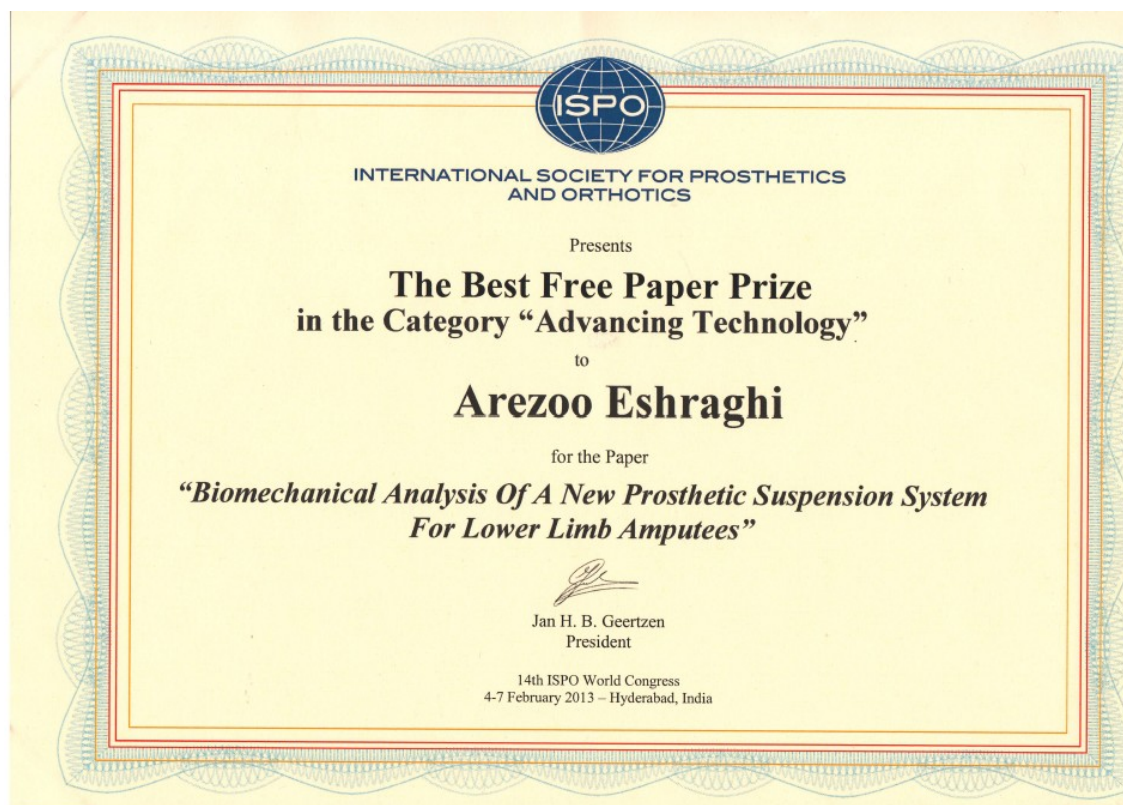 ISPO
INTERNATIONAL SOCIETY FOR PROSTHETICS
AND ORTHOTICS
Presents
The Best Free Paper Prize
in the Category “Advancing Technology”
to
Arezoo Eshraghi
for the Paper
“Biomechanical Analysis Of A New Prosthetic Suspension System
For Lower Limb Amputees”
Jan H. B. Geertzen
President
14th ISPO World Congress
4-7 February 2013 – Hyderabad, India